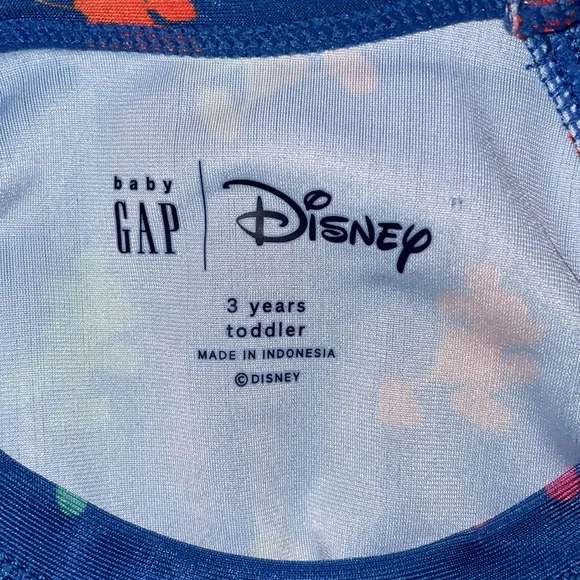 baby
GAP
Disney
3 years
toddler
MADE IN INDONESIA
©DISNEY